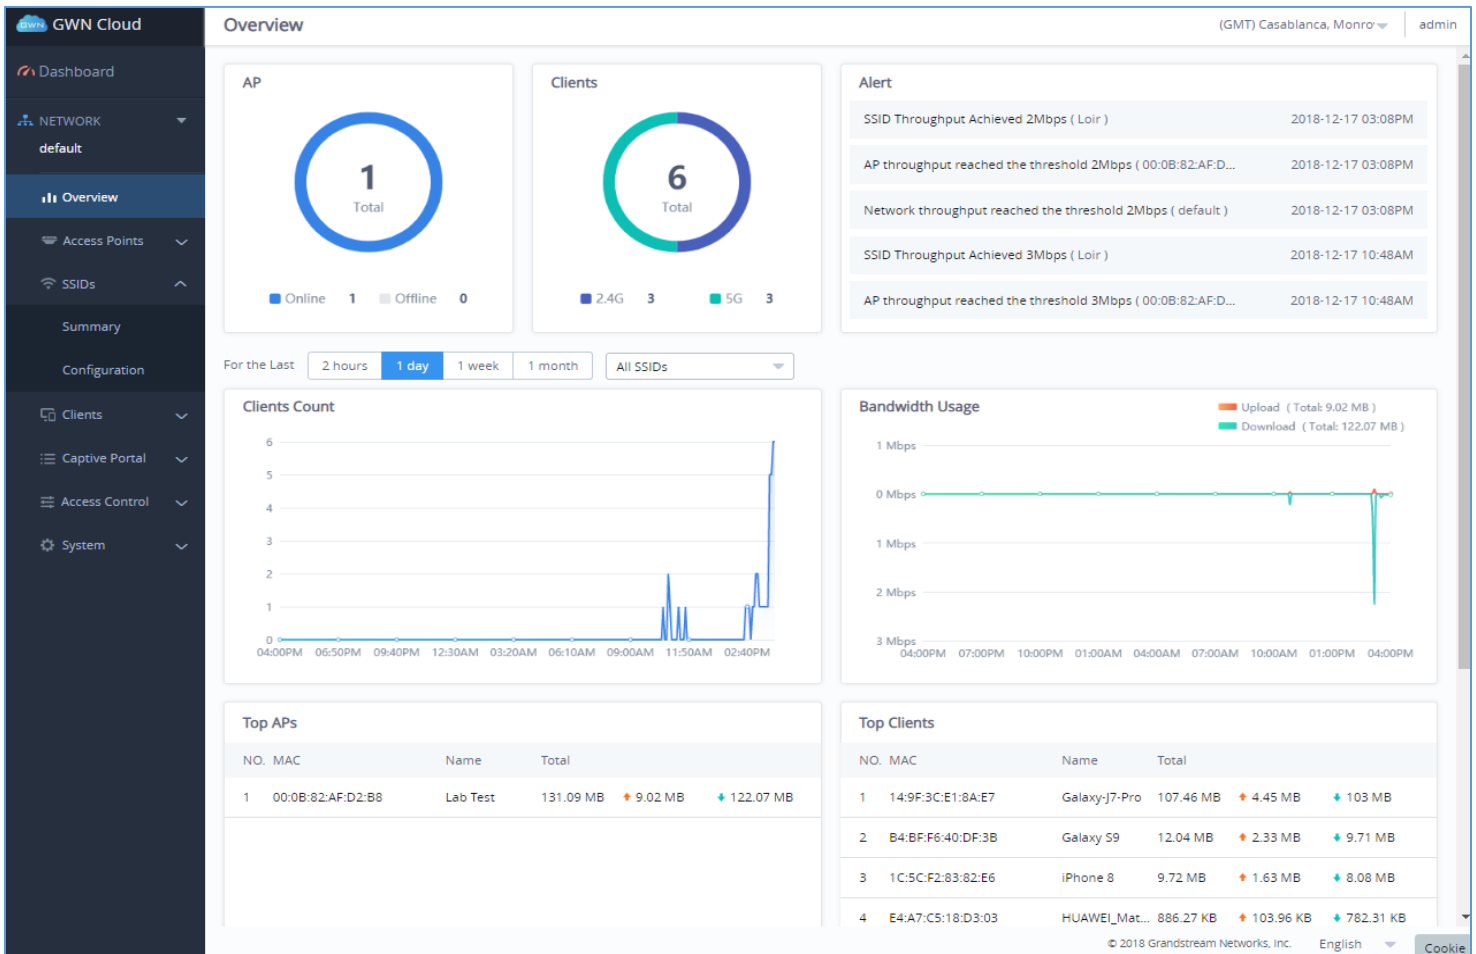 GWN GWN Cloud
Overview
(GMT) Casablanca, Monro
admin
Dashboard
NETWORK
default
Overview
Access Points
SSIDs
Summary
Configuration
Clients
Captive Portal
Access Control
System
AP
1
Total
Online 1 Offline 0
Clients
6
Total
2.4G 3 5G 3
Alert
SSID Throughput Achieved 2Mbps ( Loir ) 2018-12-17 03:08PM
AP throughput reached the threshold 2Mbps ( 00:0B:82:AF:D... 2018-12-17 03:08PM
Network throughput reached the threshold 2Mbps ( default ) 2018-12-17 03:08PM
SSID Throughput Achieved 3Mbps ( Loir ) 2018-12-17 10:48AM
AP throughput reached the threshold 3Mbps ( 00:0B:82:AF:D... 2018-12-17 10:48AM
For the Last 2 hours 1 day 1 week 1 month All SSIDs
Clients Count
6
5
4
3
2
1
0
04:00PM 06:50PM 09:40PM 12:30AM 03:20AM 06:10AM 09:00AM 11:50AM 02:40PM
Bandwidth Usage
Upload ( Total: 9.02 MB )
Download ( Total: 122.07 MB )
1 Mbps
0 Mbps
1 Mbps
2 Mbps
3 Mbps
04:00PM 07:00PM 10:00PM 01:00AM 04:00AM 07:00AM 10:00AM 01:00PM 04:00PM
Top APs
NO. MAC Name Total
1 00:0B:82:AF:D2:B8 Lab Test 131.09 MB 9.02 MB 122.07 MB
Top Clients
NO. MAC Name Total
1 14:9F:3C:E1:8A:E7 Galaxy-J7-Pro 107.46 MB 4.45 MB 103 MB
2 B4:BF:F6:40:DF:3B Galaxy S9 12.04 MB 2.33 MB 9.71 MB
3 1C:5C:F2:83:82:E6 iPhone 8 9.72 MB 1.63 MB 8.08 MB
4 E4:A7:C5:18:D3:03 HUAWEI_Mat... 886.27 KB 103.96 KB 782.31 KB
© 2018 Grandstream Networks, Inc. English Cookie